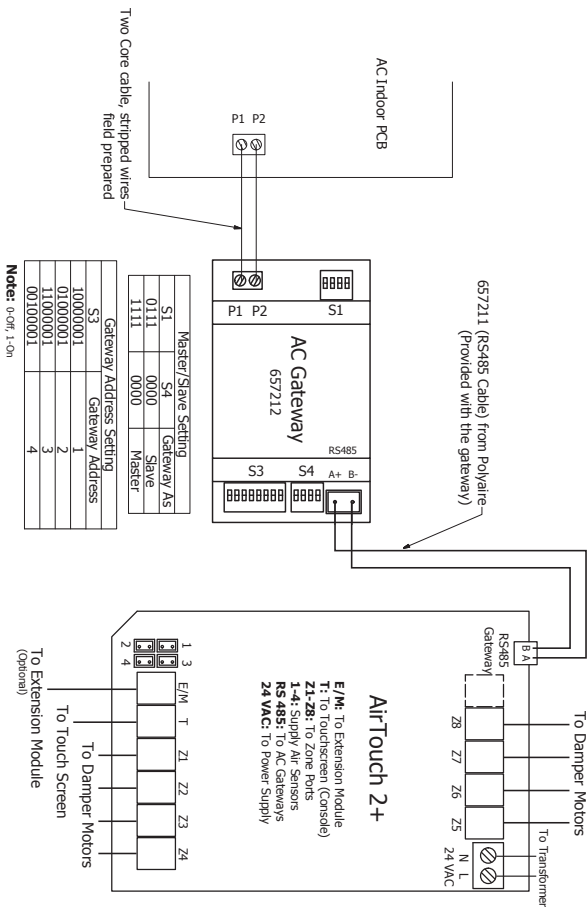 AC Indoor PCB
P1 P2
Two Core cable, stripped wires
field prepared
657211 (RS485 Cable) from Polyaire
(Provided with the gateway)
S1
P1 P2
AC Gateway
657212
RS485
S3 S4 A+ B-
Master/Slave Setting
S1 S4 Gateway As
0111 0000 Slave
1111 0000 Master
Gateway Address Setting
S3 Gateway Address
10000001 1
01000001 2
11000001 3
00100001 4
Note: 0-Off, 1-On
To Damper Motors
To Transformer
B A
RS485
Gateway
Z8 Z7 Z6 Z5
N L
24 VAC
AirTouch 2+
E/M: To Extension Module
T: To Touchscreen (Console)
Z1-Z8: To Zone Ports
1-4: Supply Air Sensors
RS 485: To AC Gateways
24 VAC: To Power Supply
1 3
2 4
E/M T Z1 Z2 Z3 Z4
To Damper Motors
To Touch Screen
To Extension Module
(Optional)